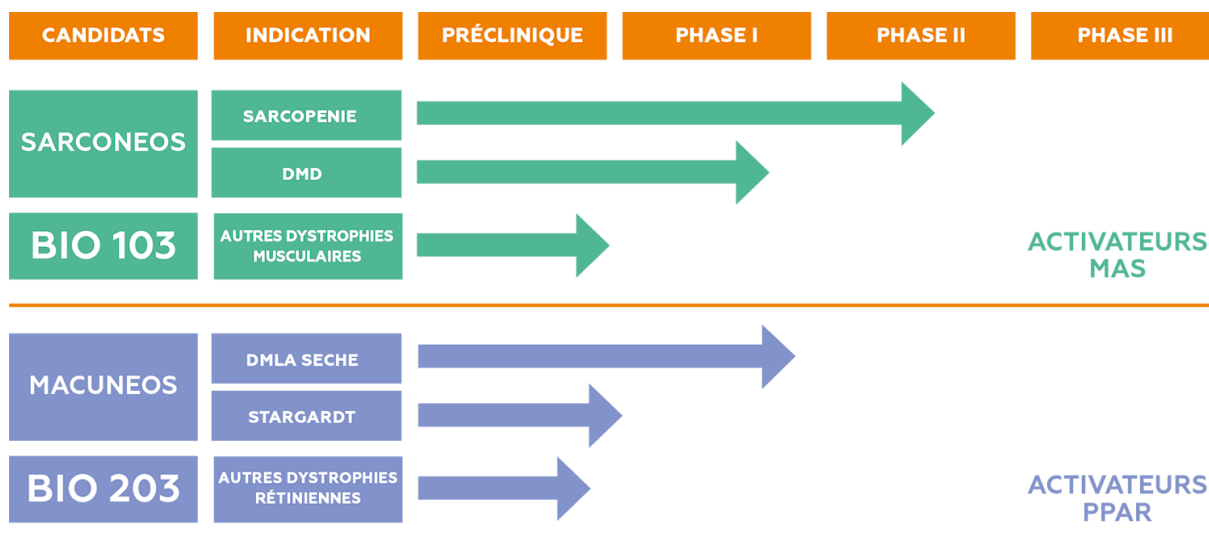 CANDIDATS
INDICATION
PRÉCLINIQUE
PHASE I
PHASE II
PHASE III
SARCONEOS
SARCOPENIE
DMD
BIO 103
AUTRES DYSTROPHIES
MUSCULAIRES
ACTIVATEURS
MAS
MACUNEOS
DMLA SECHE
STARGARDT
BIO 203
AUTRES DYSTROPHIES
RÉTINIENNES
ACTIVATEURS
PPAR